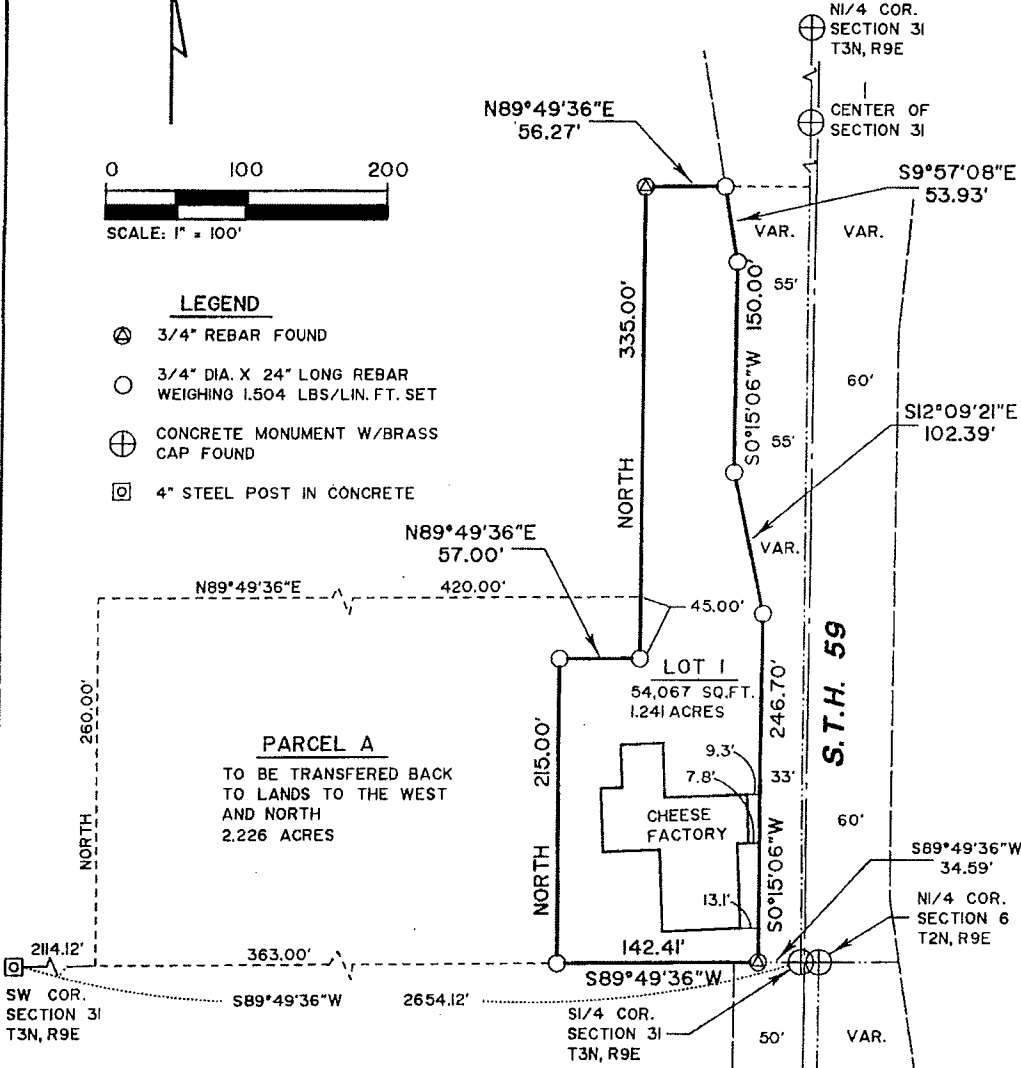 N1/4 COR.
SECTION 31
T3N, R9E
CENTER OF
SECTION 31
N89°49'36"E
56.27'
S9°57'08"E
53.93'
0 100 200
SCALE: 1" = 100'
VAR.
VAR.
LEGEND
3/4" REBAR FOUND
3/4" DIA. X 24" LONG REBAR
WEIGHING 1.504 LBS/LIN. FT. SET
CONCRETE MONUMENT W/BRASS
CAP FOUND
4" STEEL POST IN CONCRETE
NORTH 335.00'
S0°15'06"W 150.00'
55'
60'
55'
S12°09'21"E
102.39'
VAR.
N89°49'36"E
57.00'
N89°49'36"E 420.00'
45.00'
LOT 1
54,067 SQ.FT.
1.241 ACRES
S.T.H. 59
NORTH 260.00'
PARCEL A
TO BE TRANSFERED BACK
TO LANDS TO THE WEST
AND NORTH
2.226 ACRES
NORTH 215.00'
S0°15'06"W 246.70'
9.3'
7.8'
33'
CHEESE
FACTORY
60'
13.1'
S89°49'36"W
34.59'
N1/4 COR.
SECTION 6
T2N, R9E
2114.12'
363.00'
142.41'
S89°49'36"W
SW COR.
SECTION 31
T3N, R9E
S89°49'36"W 2654.12'
S1/4 COR.
SECTION 31
T3N, R9E
50'
VAR.